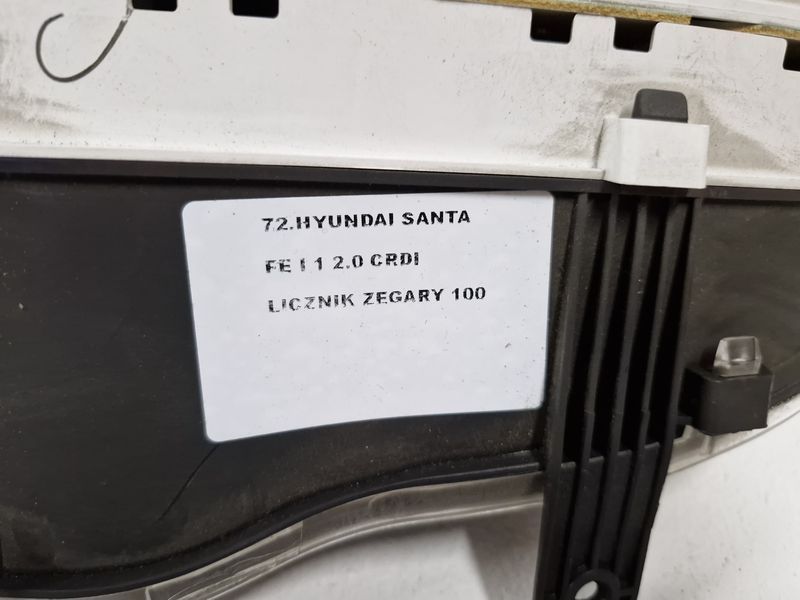 72.HYUNDAI SANTA
FE I 1 2.0 CRDI
LICZNIK ZEGARY 100